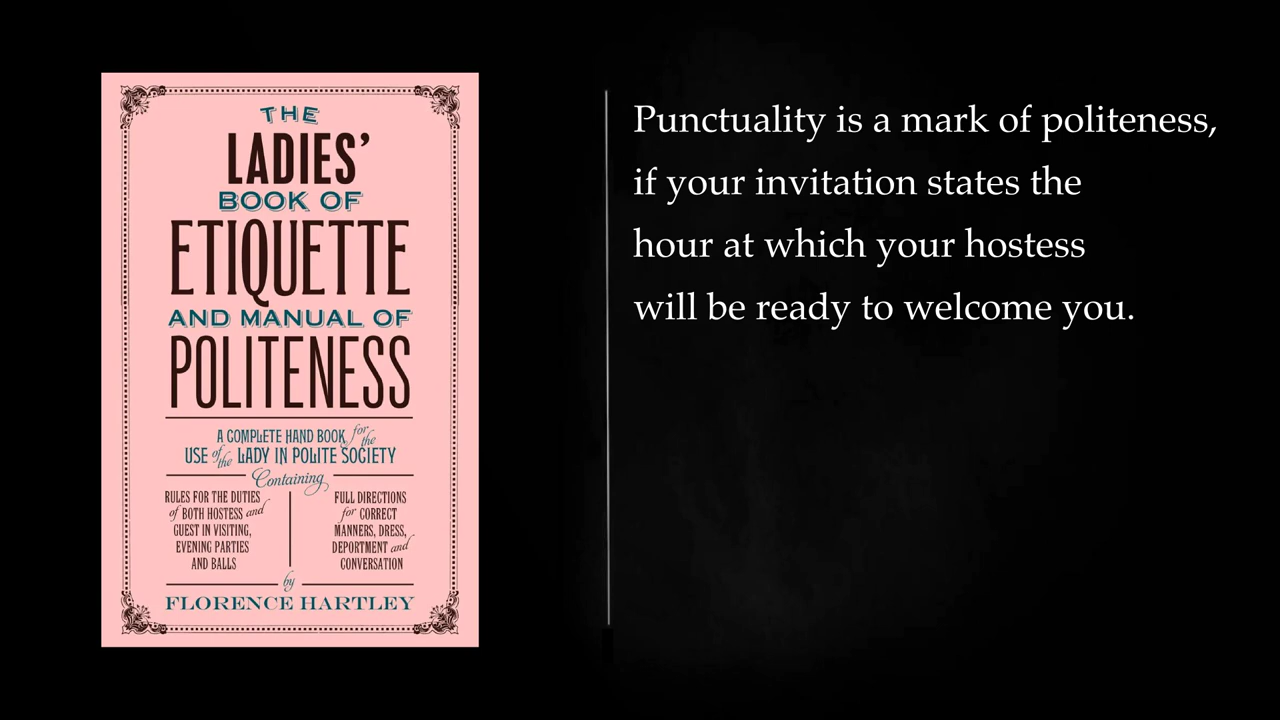 THE
LADIES'
BOOK OF
ETIQUETTE
AND MANUAL OF
POLITENESS
A COMPLETE HAND BOOK for the
USE of the LADY IN POLITE SOCIETY
Containing
RULES FOR THE DUTIES
of BOTH HOSTESS and
GUEST IN VISITING,
EVENING PARTIES
AND BALLS
FULL DIRECTIONS
for CORRECT
MANNERS, DRESS,
DEPORTMENT and
CONVERSATION
by
FLORENCE HARTLEY
Punctuality is a mark of politeness,
if your invitation states the
hour at which your hostess
will be ready to welcome you.